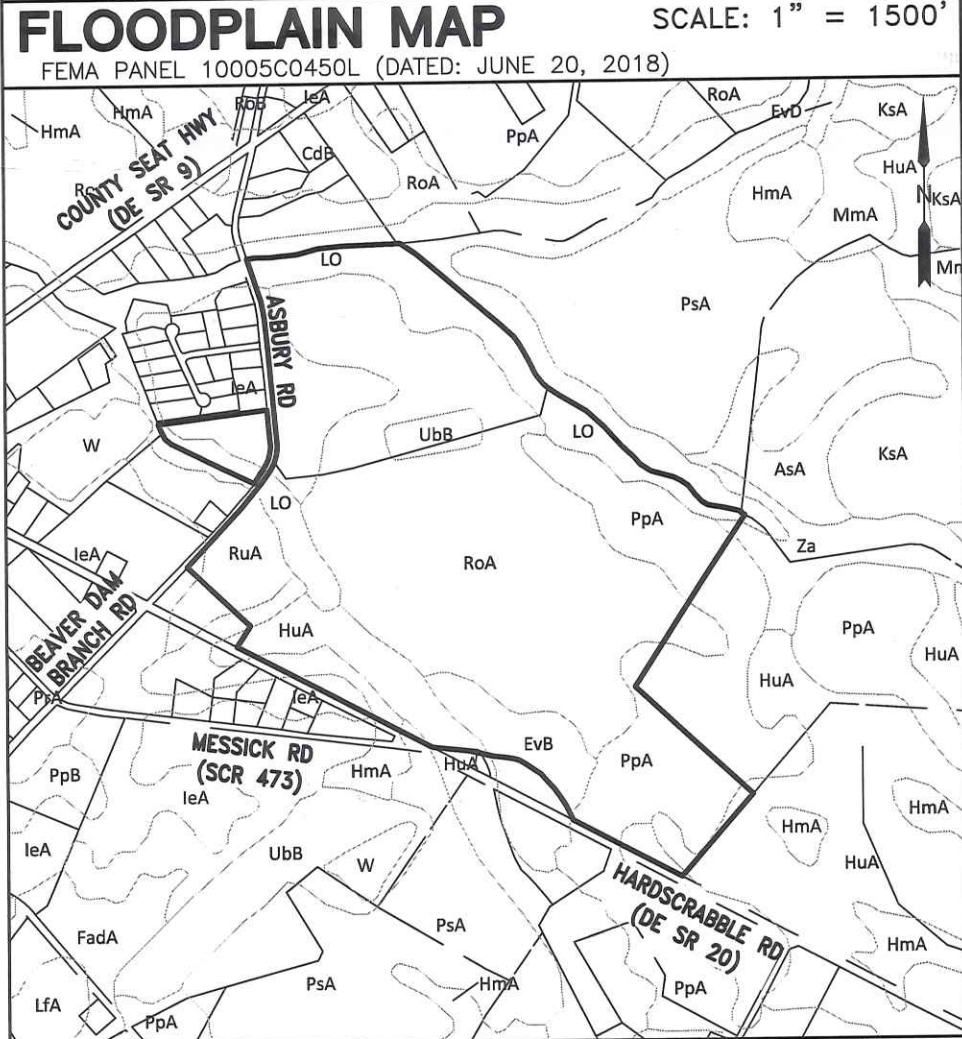 FLOODPLAIN MAP
SCALE: 1" = 1500'
FEMA PANEL 10005C0450L (DATED: JUNE 20, 2018)
HmA
HmA
RoB
IeA
PpA
RoA
EvD
KsA
COUNTY SEAT HWY
(DE SR 9)
CdB
RoA
HmA
HuA
N
KsA
MmA
LO
PsA
ASBURY RD
IeA
W
UbB
LO
AsA
KsA
LO
PpA
Za
IeA
RuA
RoA
BEAVER DAM
BRANCH RD
HuA
PpA
HuA
HuA
PrA
IeA
MESSICK RD
(SCR 473)
EvB
PpA
HuA
HmA
PpB
IeA
HmA
HmA
IeA
UbB
W
HuA
HARDSCRABBLE RD
(DE SR 20)
FadA
PsA
HmA
LfA
PsA
HmA
PpA
PpA